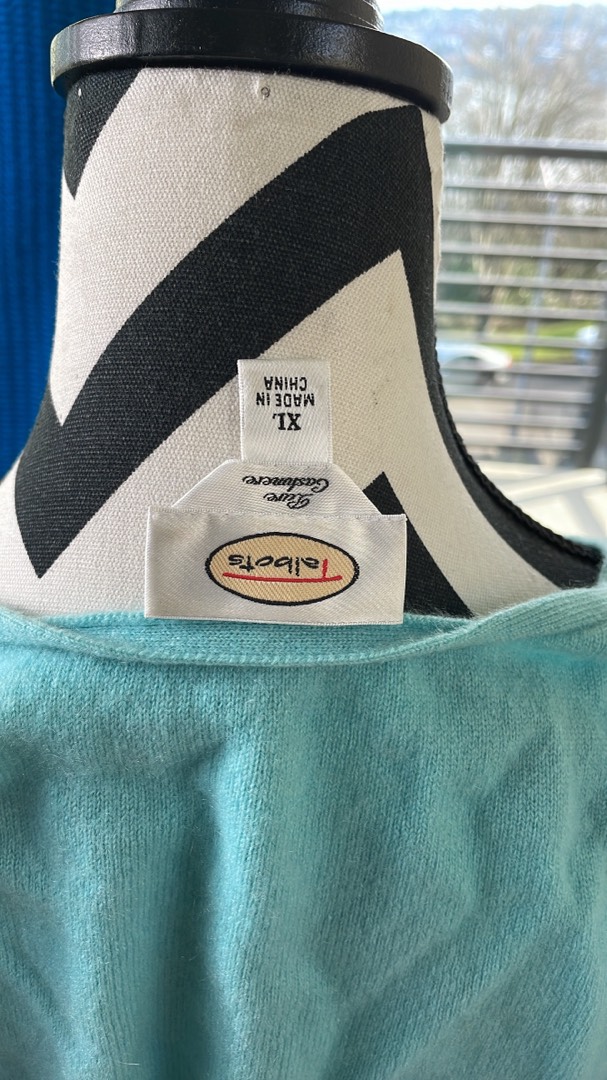 Talbots
Pure
Cashmere
XL
MADE IN
CHINA